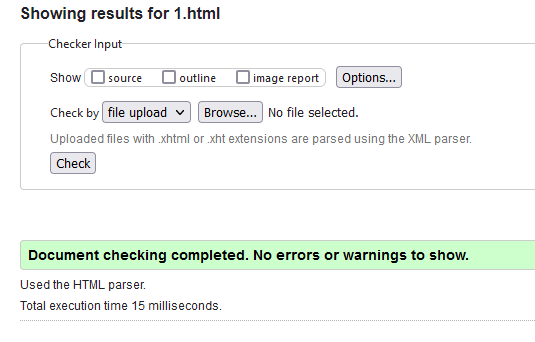 Showing results for 1.html
Checker Input
Show source outline image report Options...
Check by file upload Browse... No file selected.
Uploaded files with .xhtml or .xht extensions are parsed using the XML parser.
Check
Document checking completed. No errors or warnings to show.
Used the HTML parser.
Total execution time 15 milliseconds.